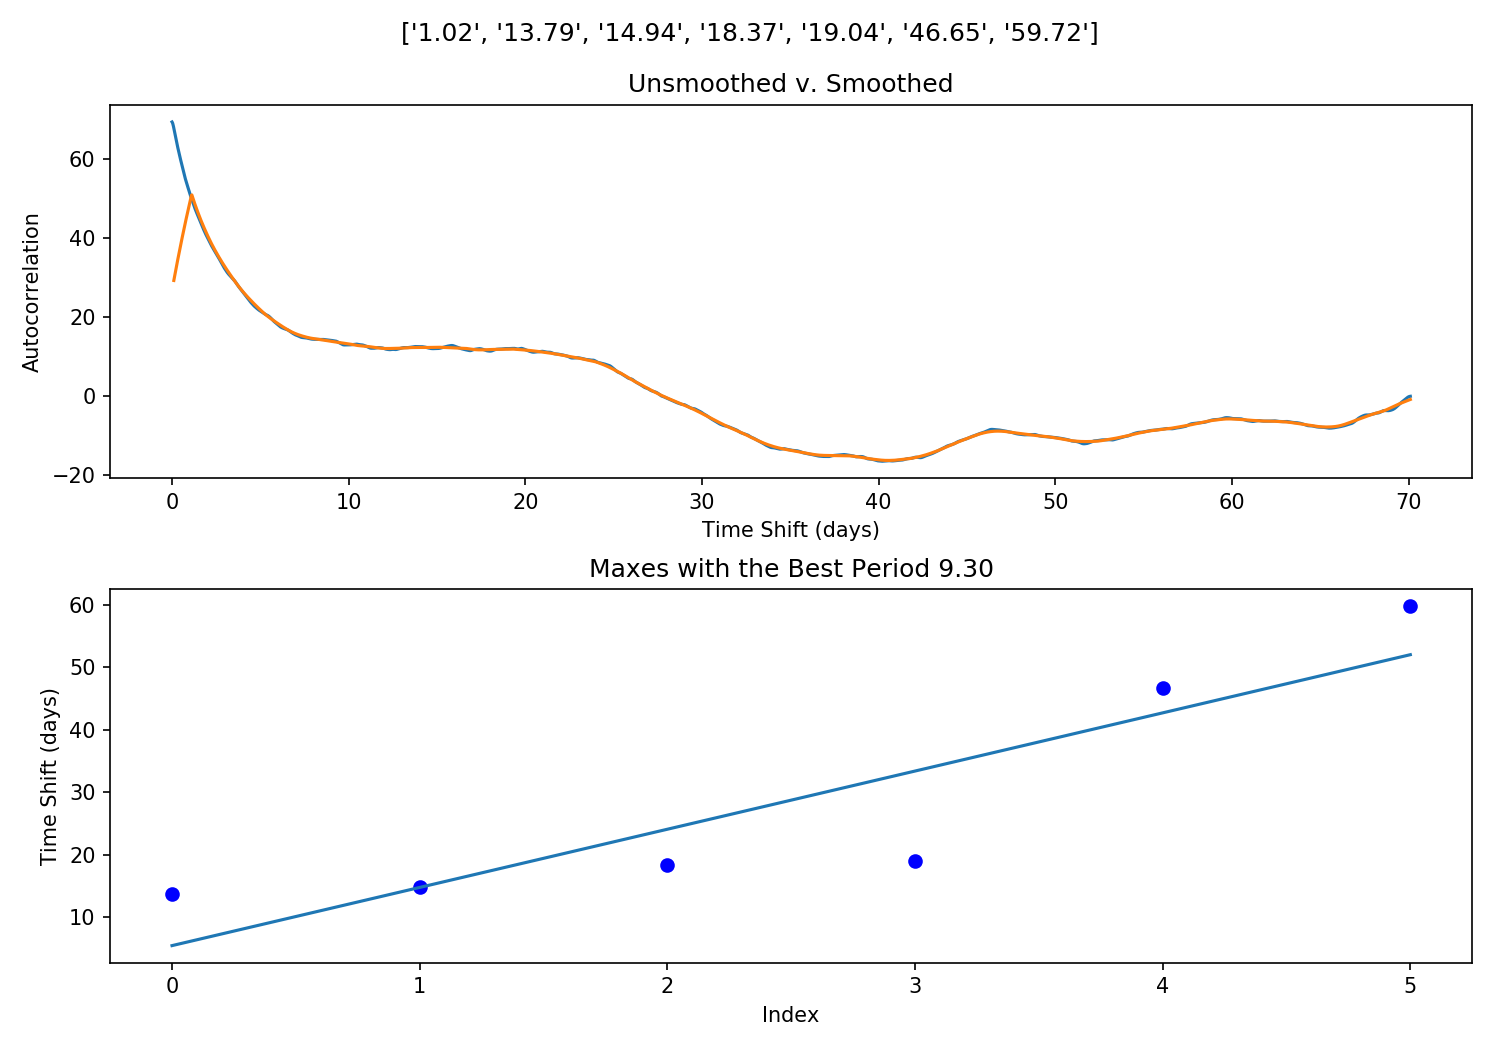 ['1.02', '13.79', '14.94', '18.37', '19.04', '46.65', '59.72']
Unsmoothed v. Smoothed
60
40
20
0
−20
Autocorrelation
0 10 20 30 40 50 60 70
Time Shift (days)
Maxes with the Best Period 9.30
60
50
40
30
20
10
Time Shift (days)
0 1 2 3 4 5
Index